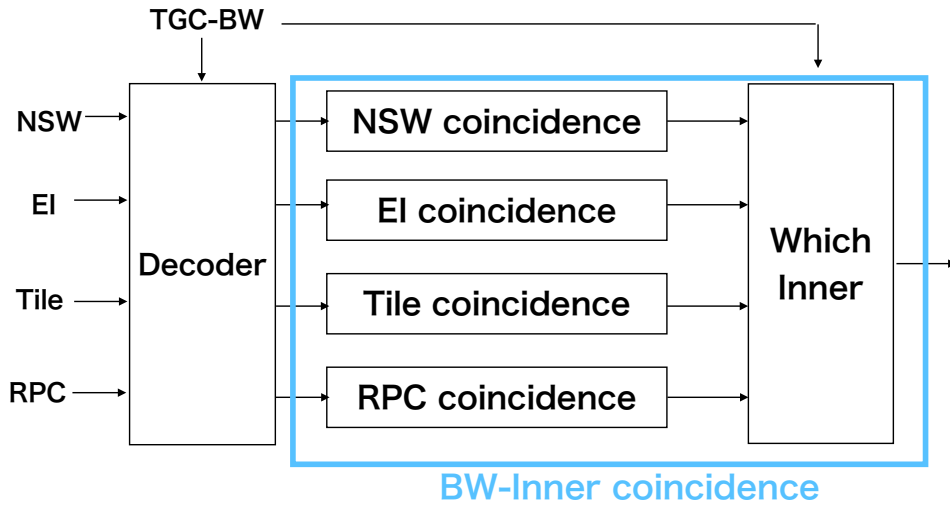 TGC-BW
NSW
EI
Tile
RPC
Decoder
NSW coincidence
EI coincidence
Tile coincidence
RPC coincidence
Which
Inner
BW-Inner coincidence